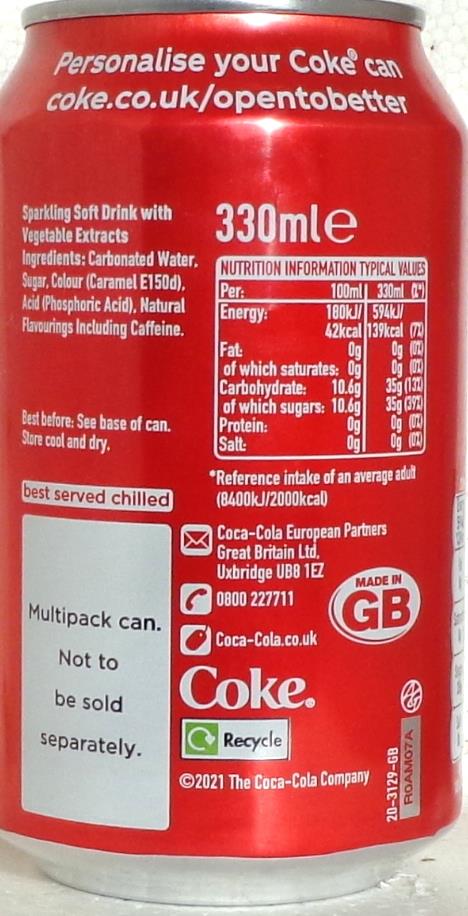 Personalise your Coke® can
coke.co.uk/opentobetter
Sparkling Soft Drink with
Vegetable Extracts
Ingredients: Carbonated Water,
Sugar, Colour (Caramel E150d),
Acid (Phosphoric Acid), Natural
Flavourings Including Caffeine.
Best before: See base of can.
Store cool and dry.
best served chilled
Multipack can.
Not to
be sold
separately.
330ml e
NUTRITION INFORMATION TYPICAL VALUES
Per: 100ml 330ml (%*)
Energy: 180kJ/ 594kJ/
42kcal 139kcal (7%)
Fat: 0g 0g (0%)
of which saturates: 0g 0g (0%)
Carbohydrate: 10.6g 35g (13%)
of which sugars: 10.6g 35g (39%)
Protein: 0g 0g (0%)
Salt: 0g 0g (0%)
*Reference intake of an average adult
(8400kJ/2000kcal)
Coca-Cola European Partners
Great Britain Ltd,
Uxbridge UB8 1EZ
0800 227711
Coca-Cola.co.uk
MADE IN
GB
Coke®
Recycle
©2021 The Coca-Cola Company
20-3129-GB
RQAM07A